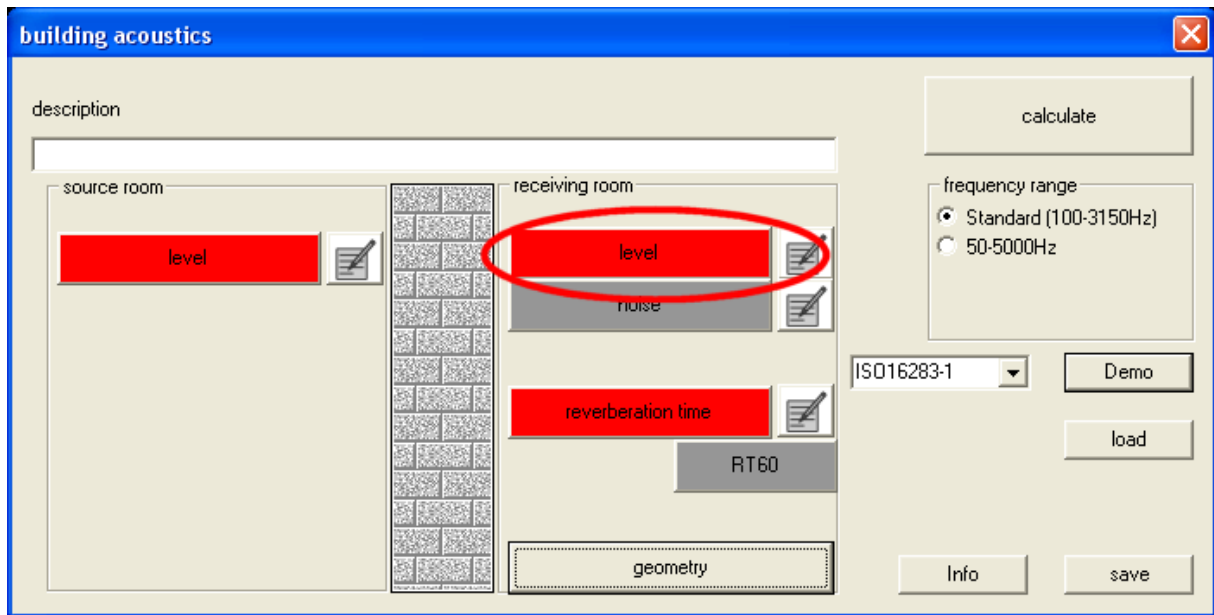 building acoustics
description
calculate
source room
receiving room
frequency range
Standard (100-3150Hz)
50-5000Hz
level
level
noise
ISO16283-1
Demo
reverberation time
load
RT60
geometry
Info
save